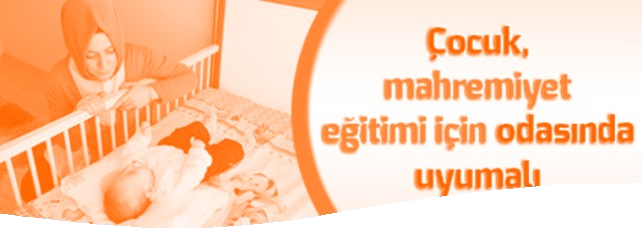 Çocuk,
mahremiyet
eğitimi için odasında
uyumalı